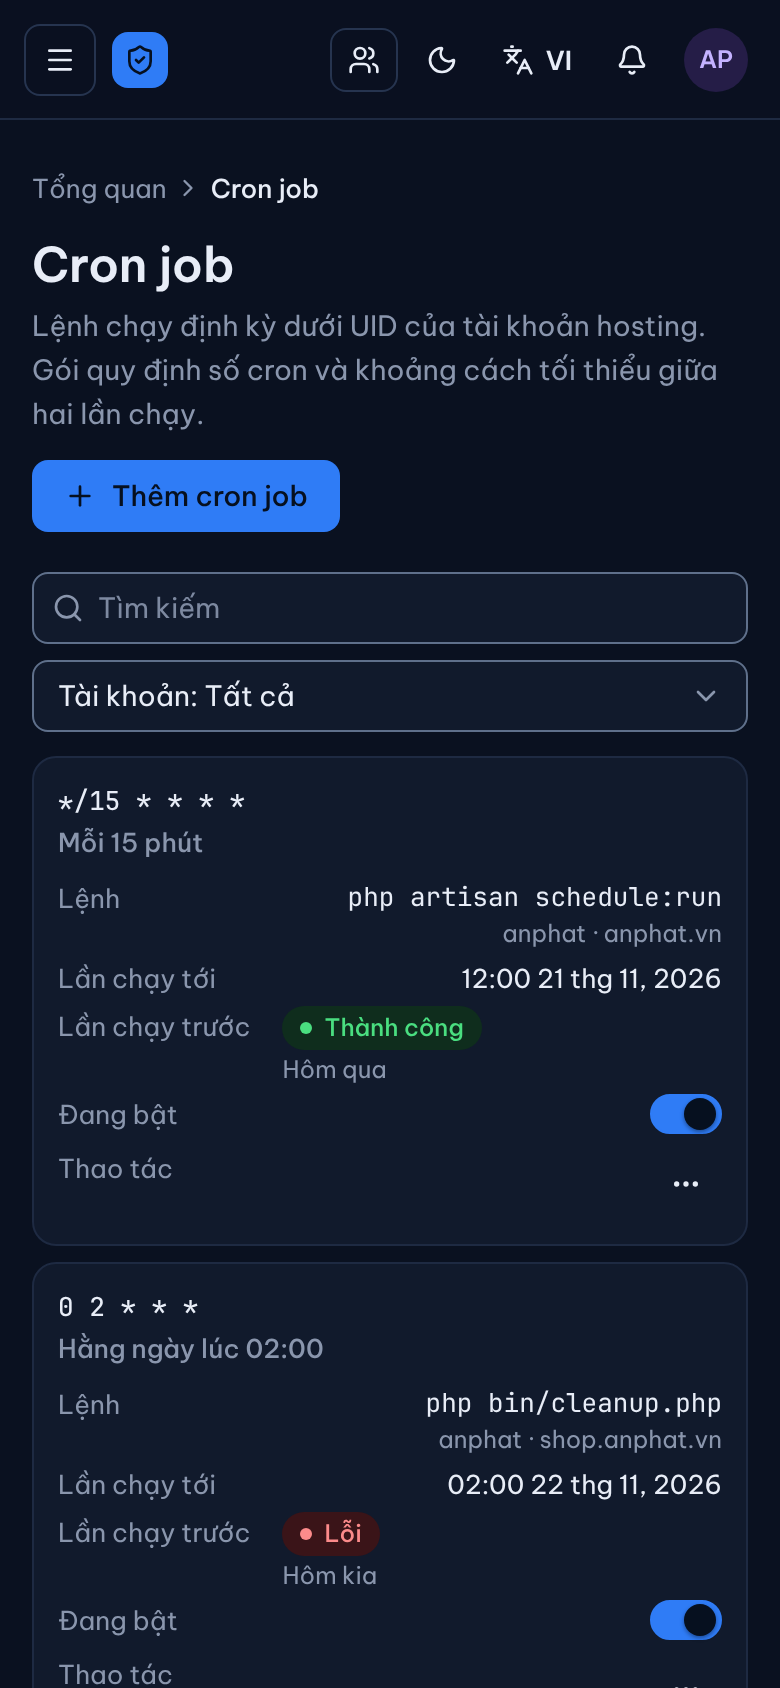 VI
AP
Tổng quan > Cron job
Cron job
Lệnh chạy định kỳ dưới UID của tài khoản hosting.
Gói quy định số cron và khoảng cách tối thiểu giữa
hai lần chạy.
+ Thêm cron job
Tìm kiếm
Tài khoản: Tất cả
*/15 * * * *
Mỗi 15 phút
Lệnh php artisan schedule:run
anphat · anphat.vn
Lần chạy tới 12:00 21 thg 11, 2026
Lần chạy trước Thành công
Hôm qua
Đang bật
Thao tác ...
0 2 * * *
Hằng ngày lúc 02:00
Lệnh php bin/cleanup.php
anphat · shop.anphat.vn
Lần chạy tới 02:00 22 thg 11, 2026
Lần chạy trước Lỗi
Hôm kia
Đang bật
Thao tác